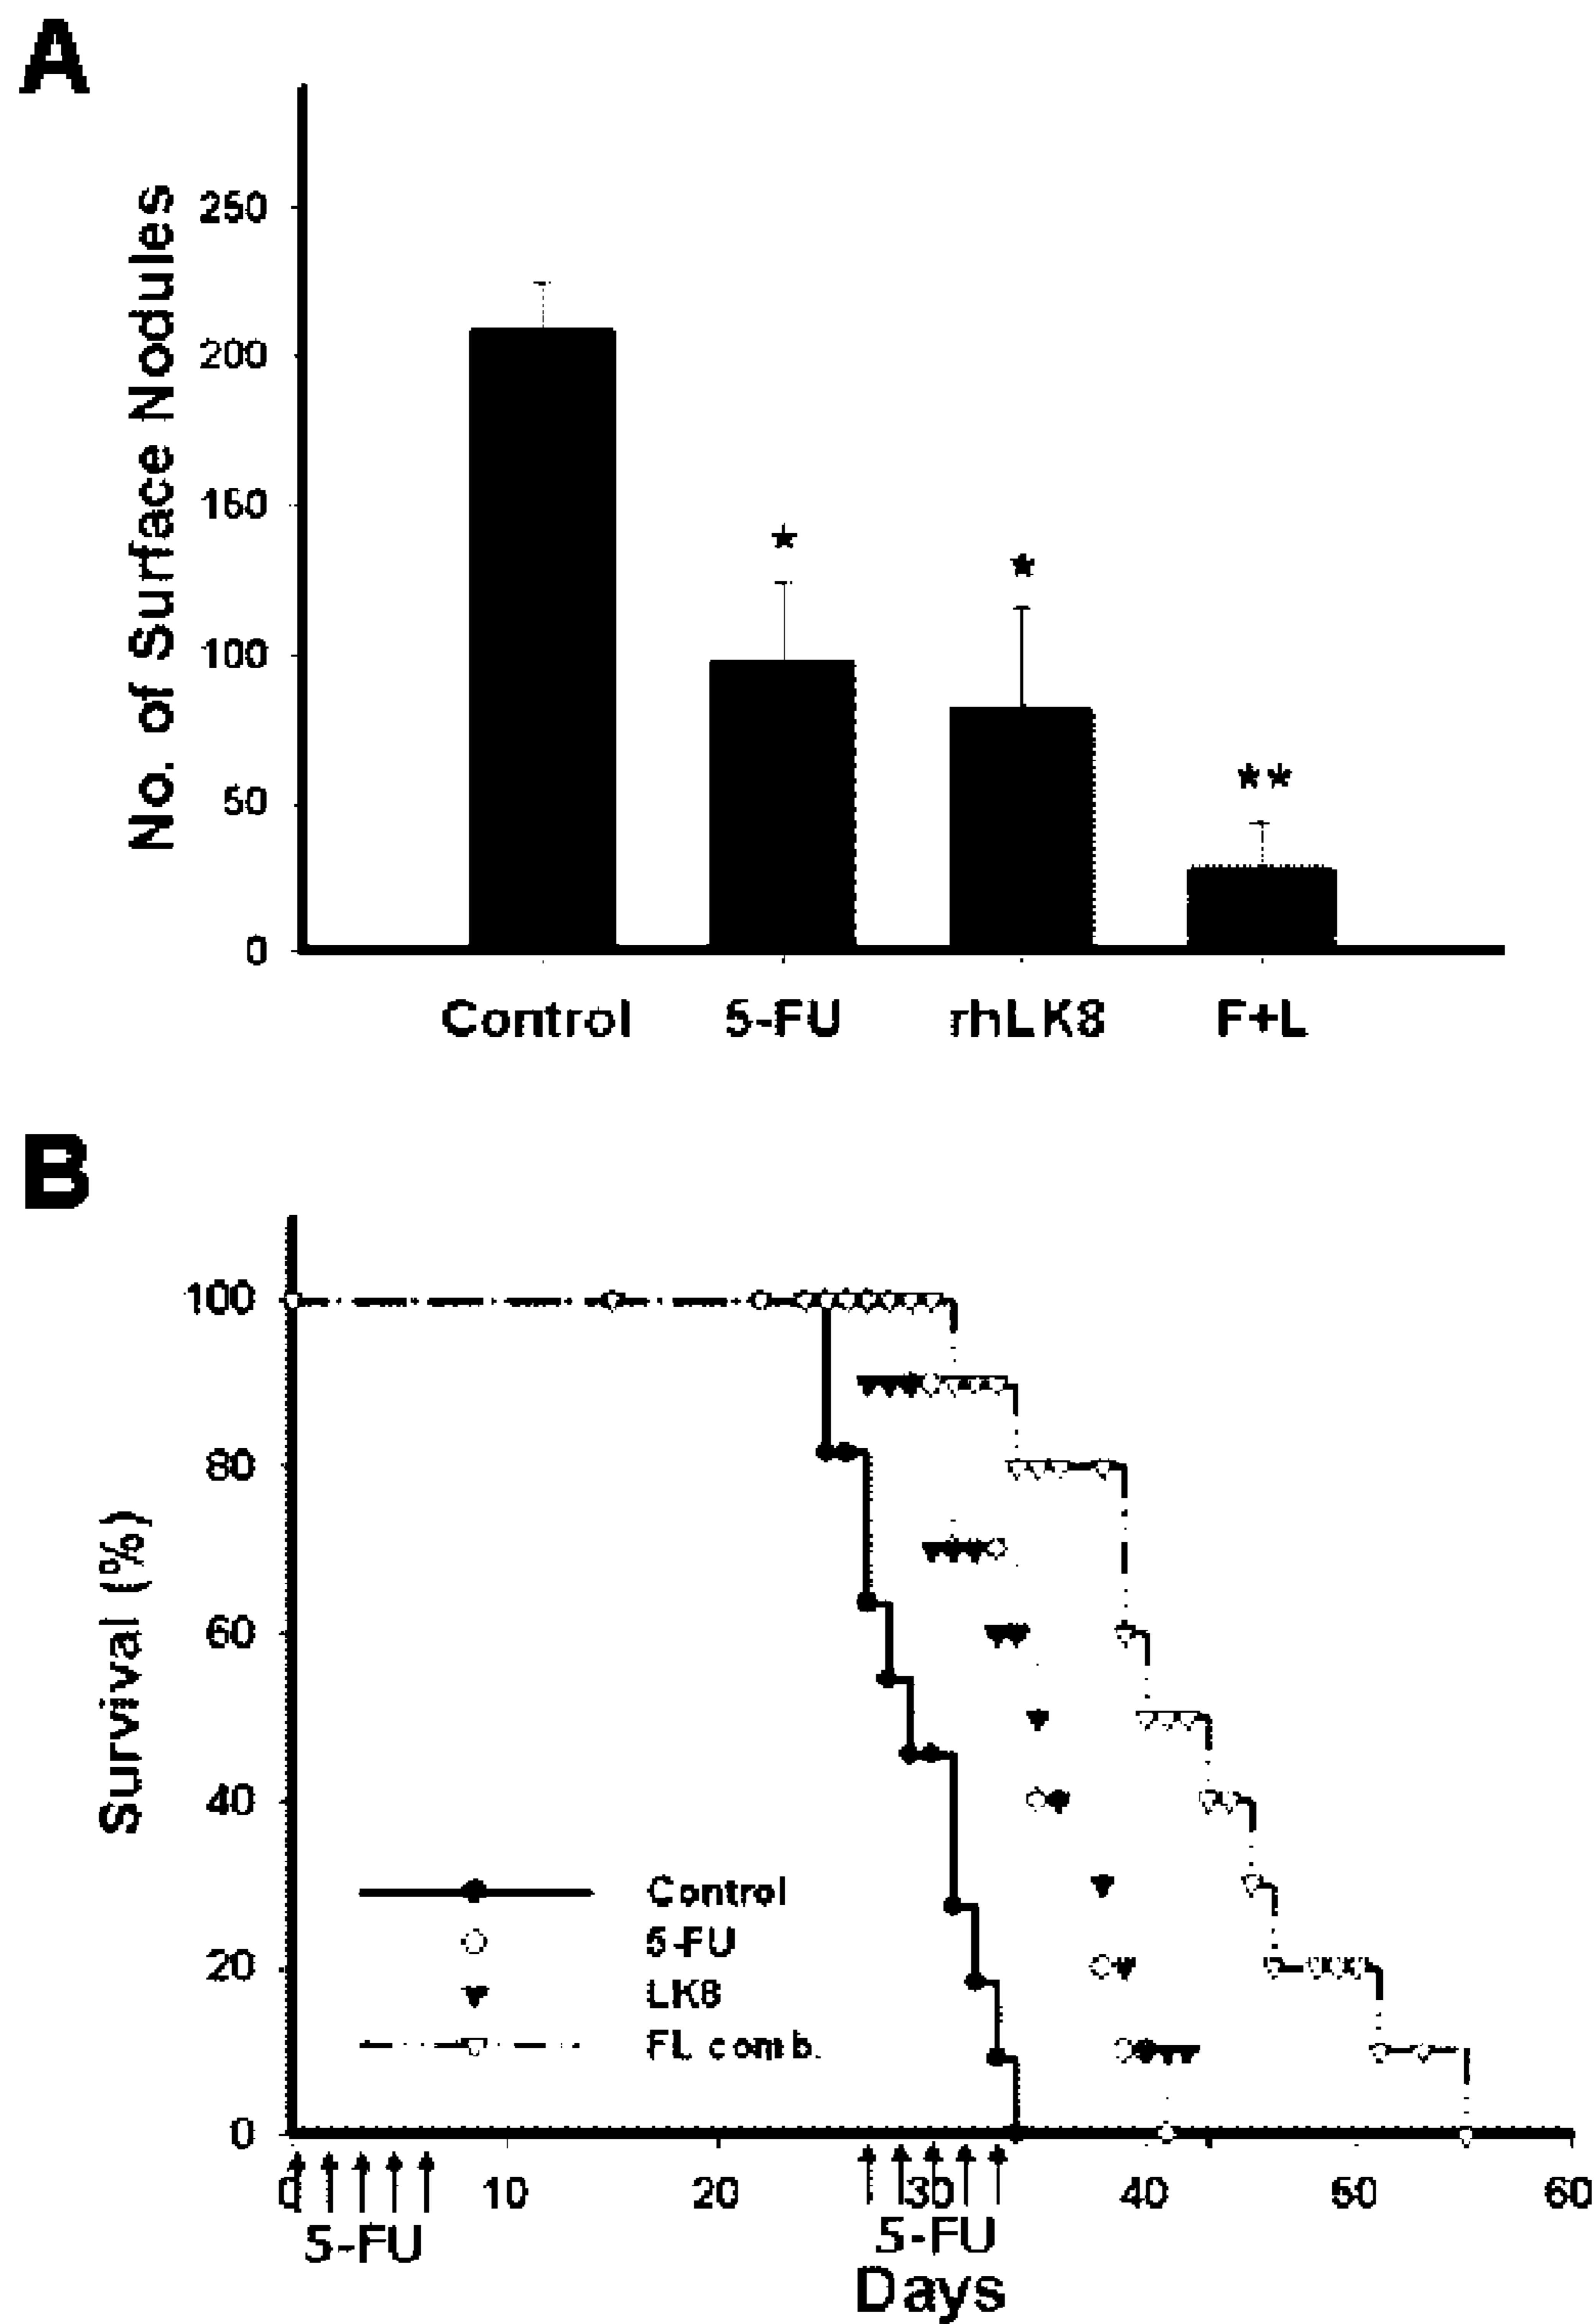 A
No. of Surface Nodules
250
200
150
100
50
0
*
*
**
Control 5-FU rhLK8 F+L
B
Survival (%)
100
80
60
40
20
0
Control
5-FU
LK8
FL comb.
0 10 20 30 40 50 60
5-FU 5-FU
Days